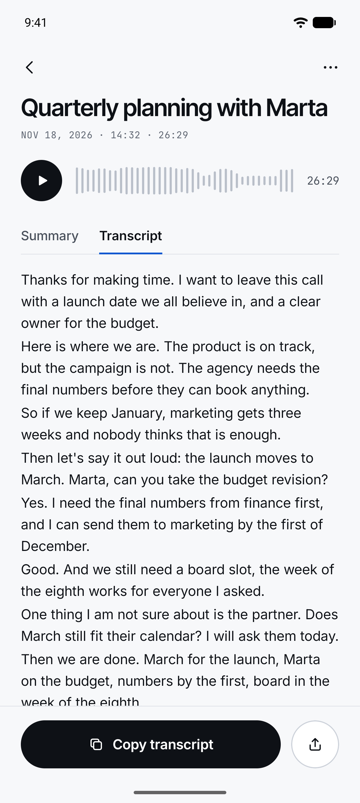 9:41
Quarterly planning with Marta
NOV 18, 2026 · 14:32 · 26:29
26:29
Summary
Transcript
Thanks for making time. I want to leave this call
with a launch date we all believe in, and a clear
owner for the budget.
Here is where we are. The product is on track,
but the campaign is not. The agency needs the
final numbers before they can book anything.
So if we keep January, marketing gets three
weeks and nobody thinks that is enough.
Then let's say it out loud: the launch moves to
March. Marta, can you take the budget revision?
Yes. I need the final numbers from finance first,
and I can send them to marketing by the first of
December.
Good. And we still need a board slot, the week of
the eighth works for everyone I asked.
One thing I am not sure about is the partner. Does
March still fit their calendar? I will ask them today.
Then we are done. March for the launch, Marta
on the budget, numbers by the first, board in the
week of the eighth
Copy transcript